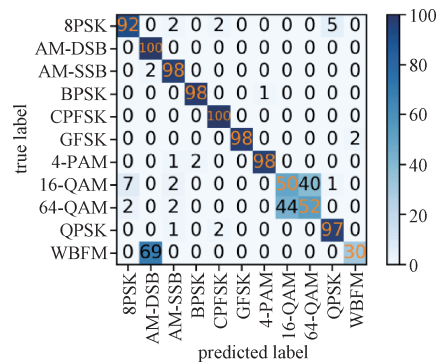 8PSK 92 0 2 0 2 0 0 0 0 5 0
AM-DSB 0 100 0 0 0 0 0 0 0 0 0
AM-SSB 0 2 98 0 0 0 0 0 0 0 0
BPSK 0 0 0 98 0 0 1 0 0 0 0
CPFSK 0 0 0 0 100 0 0 0 0 0 0
GFSK 0 0 0 0 0 98 0 0 0 0 2
4-PAM 0 0 1 2 0 0 98 0 0 0 0
16-QAM 7 0 2 0 0 0 0 50 40 1 0
64-QAM 2 0 2 0 0 0 0 44 52 0 0
QPSK 0 0 1 0 2 0 0 0 0 97 0
WBFM 0 69 0 0 0 0 0 0 0 0 30
true label
8PSK AM-DSB AM-SSB BPSK CPFSK GFSK 4-PAM 16-QAM 64-QAM QPSK WBFM
predicted label
100
80
60
40
20
0